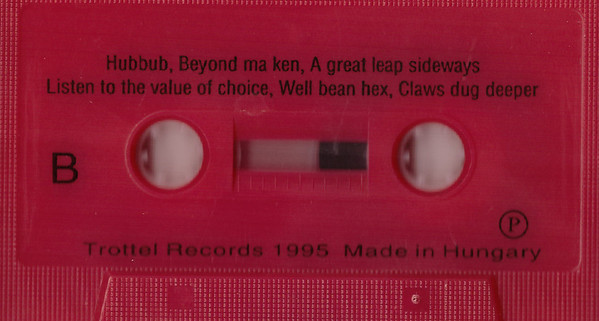 Hubbub, Beyond ma ken, A great leap sideways
Listen to the value of choice, Well bean hex, Claws dug deeper
B
P
Trottel Records 1995 Made in Hungary